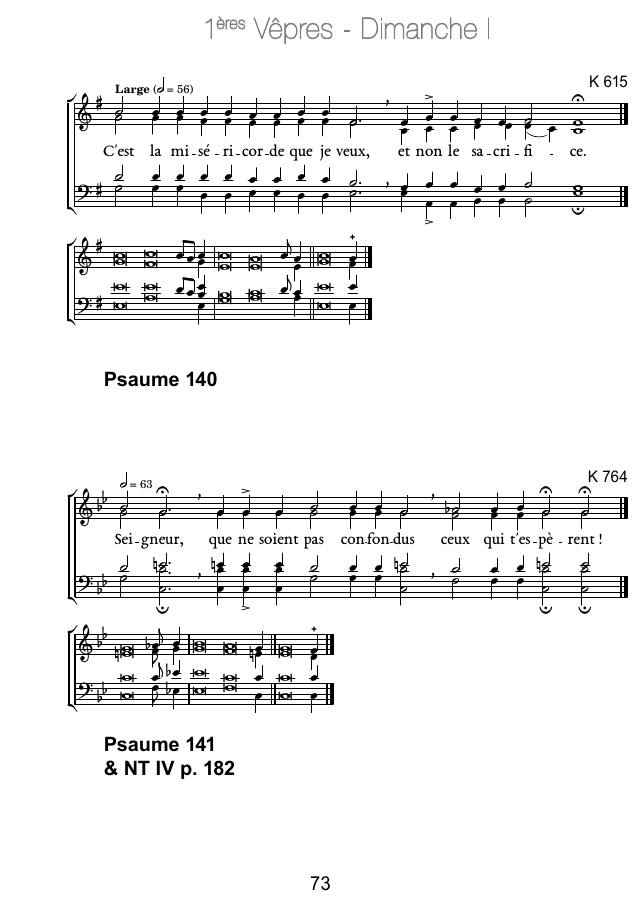 1ères Vêpres - Dimanche I
K 615
Large (𝅗𝅥 = 56)
C'est la mi-sé-ri-cor-de que je veux, et non le sa-cri-fi-ce.
Psaume 140
K 764
𝅗𝅥 = 63
Sei-gneur, que ne soient pas con-fon-dus ceux qui t'es-pè-rent !
Psaume 141
& NT IV p. 182
73